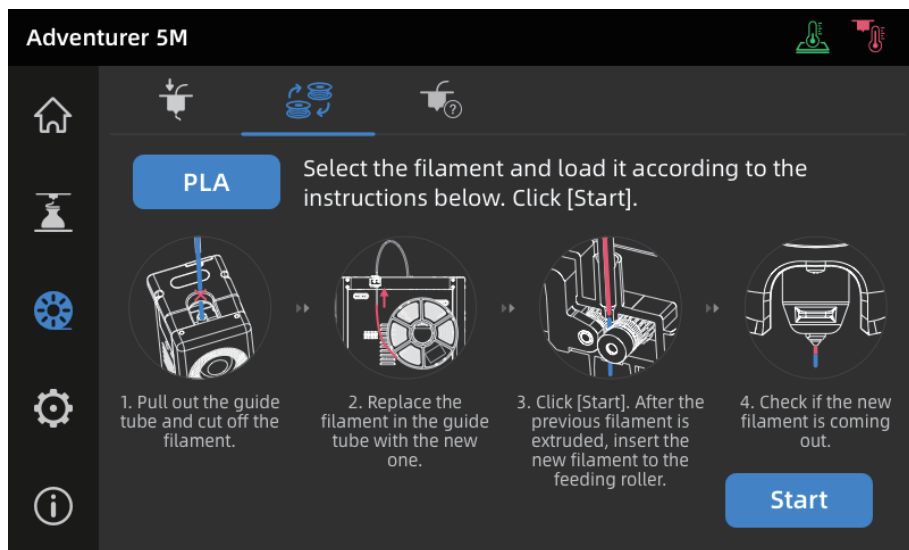 Adventurer 5M
PLA
Select the filament and load it according to the
instructions below. Click [Start].
1. Pull out the guide
tube and cut off the
filament.
2. Replace the
filament in the guide
tube with the new
one.
3. Click [Start]. After the
previous filament is
extruded, insert the
new filament to the
feeding roller.
4. Check if the new
filament is coming
out.
Start